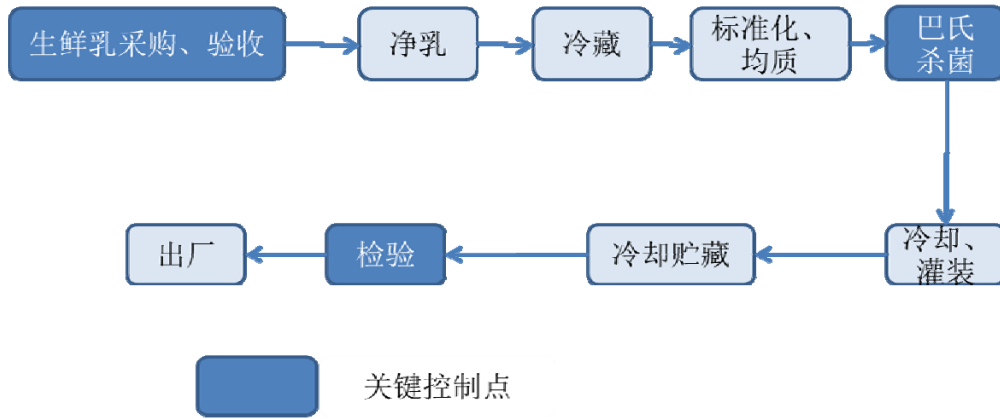 生鲜乳采购、验收
净乳
冷藏
标准化、
均质
巴氏
杀菌
冷却、
灌装
冷却贮藏
检验
出厂
关键控制点